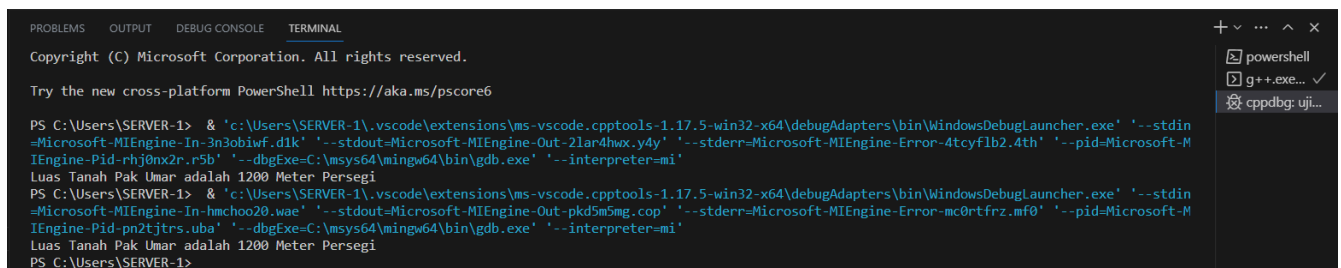 PROBLEMS OUTPUT DEBUG CONSOLE TERMINAL
Copyright (C) Microsoft Corporation. All rights reserved.
powershell
g++.exe...
Try the new cross-platform PowerShell https://aka.ms/pscore6
cppdbg: uji...
PS C:\Users\SERVER-1>  & 'c:\Users\SERVER-1\.vscode\extensions\ms-vscode.cpptools-1.17.5-win32-x64\debugAdapters\bin\WindowsDebugLauncher.exe' '--stdin
=Microsoft-MIEngine-In-3n3obiwf.d1k' '--stdout=Microsoft-MIEngine-Out-2lar4hwx.y4y' '--stderr=Microsoft-MIEngine-Error-4tcyflb2.4th' '--pid=Microsoft-M
IEngine-Pid-rhj0nx2r.r5b' '--dbgExe=C:\msys64\mingw64\bin\gdb.exe' '--interpreter=mi'
Luas Tanah Pak Umar adalah 1200 Meter Persegi
PS C:\Users\SERVER-1>  & 'c:\Users\SERVER-1\.vscode\extensions\ms-vscode.cpptools-1.17.5-win32-x64\debugAdapters\bin\WindowsDebugLauncher.exe' '--stdin
=Microsoft-MIEngine-In-hmchoo20.wae' '--stdout=Microsoft-MIEngine-Out-pkd5m5mg.cop' '--stderr=Microsoft-MIEngine-Error-mc0rtfrz.mf0' '--pid=Microsoft-M
IEngine-Pid-pn2tjtrs.uba' '--dbgExe=C:\msys64\mingw64\bin\gdb.exe' '--interpreter=mi'
Luas Tanah Pak Umar adalah 1200 Meter Persegi
PS C:\Users\SERVER-1>